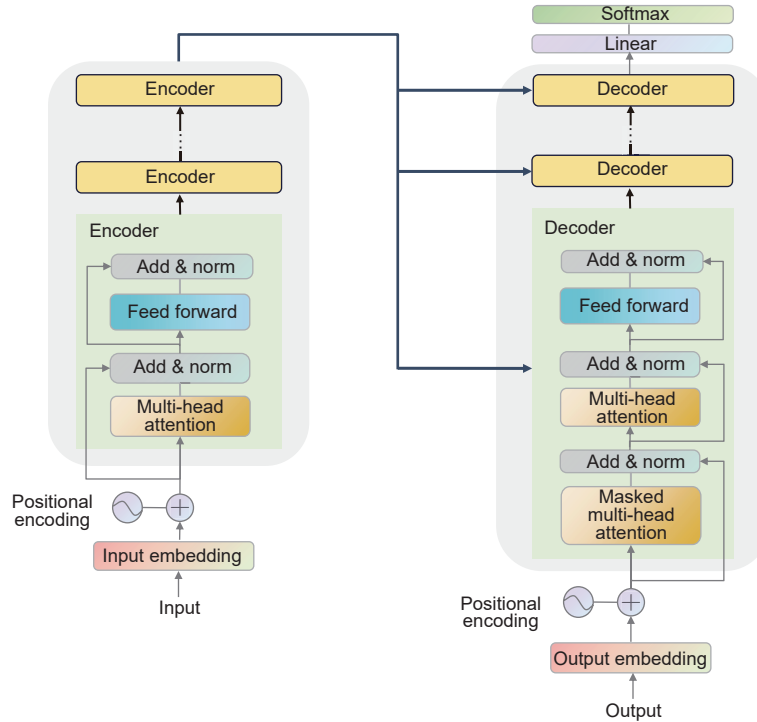 Encoder
Encoder
Encoder
Add & norm
Feed forward
Add & norm
Multi-head
attention
Positional
encoding
Input embedding
Input
Softmax
Linear
Decoder
Decoder
Decoder
Add & norm
Feed forward
Add & norm
Multi-head
attention
Add & norm
Masked
multi-head
attention
Positional
encoding
Output embedding
Output